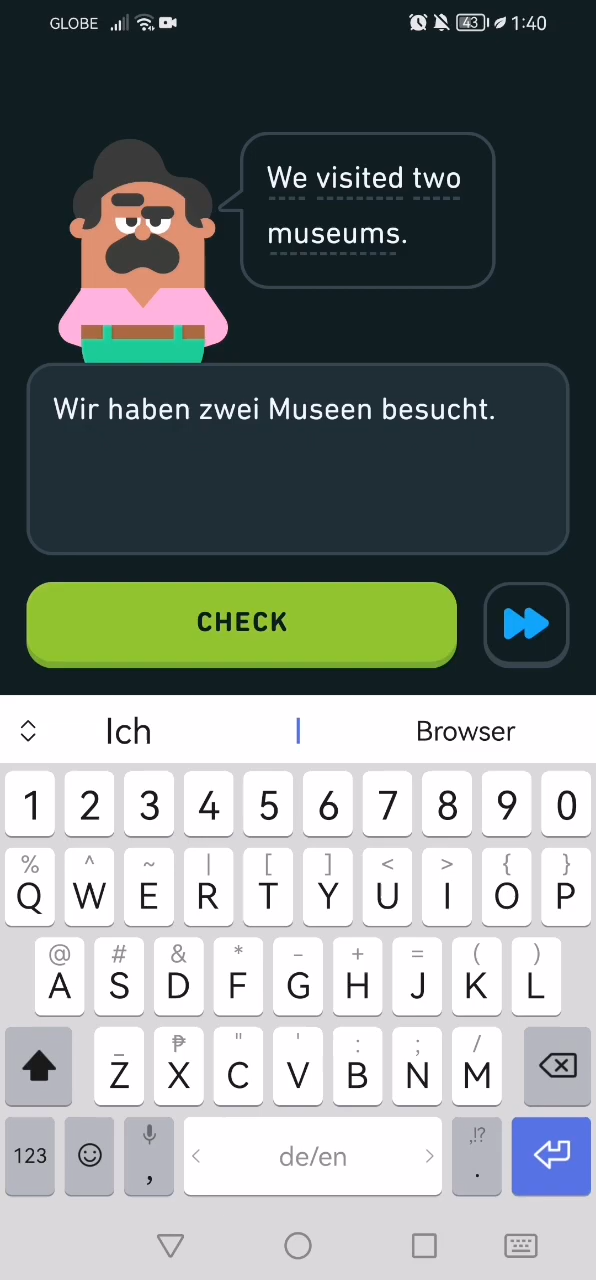 GLOBE 43 1:40
We visited two
museums.
Wir haben zwei Museen besucht.
CHECK
Ich Browser
1 2 3 4 5 6 7 8 9 0
% ^ ~ | [ ] < > { }
Q W E R T Y U I O P
@ # & * - + = ( )
A S D F G H J K L
_ ₱ " ' : ; /
Z X C V B N M
123 , < de/en > ,!? .